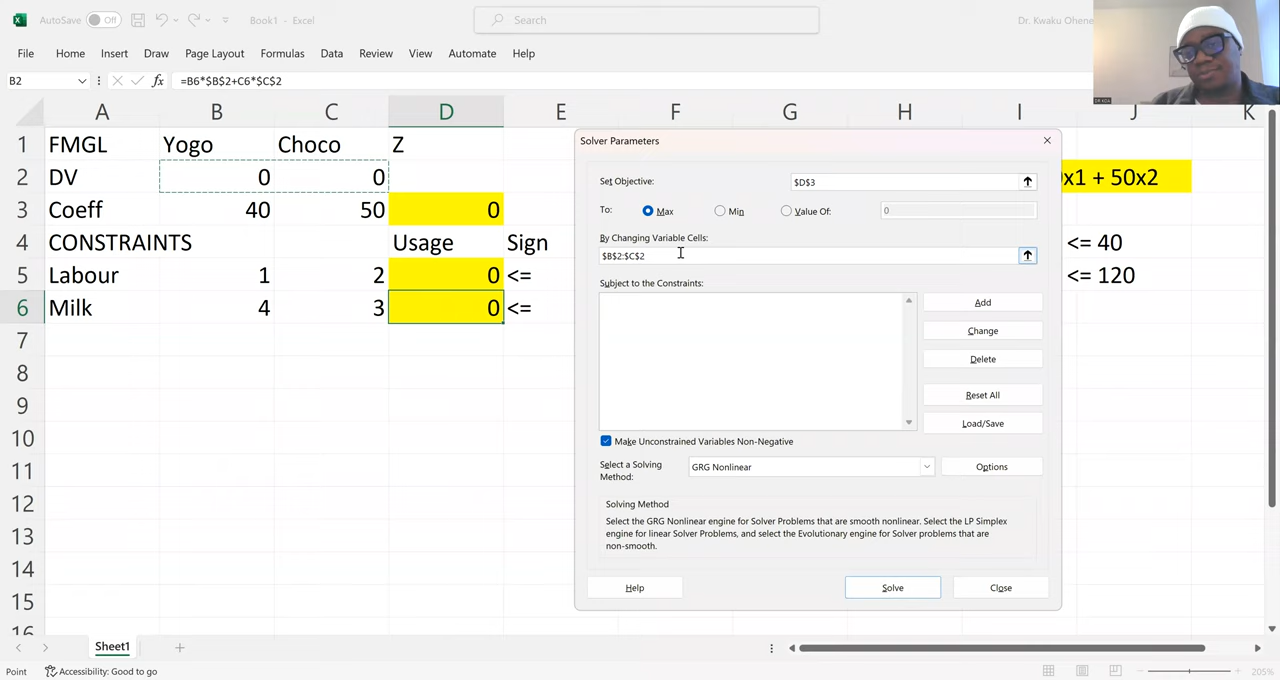 AutoSave Off Book1 - Excel Search Dr. Kwaku Ohene
File Home Insert Draw Page Layout Formulas Data Review View Automate Help
B2 fx =B6*$B$2+C6*$C$2
A B C D E F G H I J K
1 FMGL Yogo Choco Z
2 DV 0 0 x1 + 50x2
3 Coeff 40 50 0
4 CONSTRAINTS Usage Sign <= 40
5 Labour 1 2 0 <= <= 120
6 Milk 4 3 0 <=
7
8
9
10
11
12
13
14
15
16
Solver Parameters
Set Objective: $D$3
To: Max Min Value Of: 0
By Changing Variable Cells:
$B$2:$C$2
Subject to the Constraints:
Add
Change
Delete
Reset All
Load/Save
Make Unconstrained Variables Non-Negative
Select a Solving Method: GRG Nonlinear Options
Solving Method
Select the GRG Nonlinear engine for Solver Problems that are smooth nonlinear. Select the LP Simplex
engine for linear Solver Problems, and select the Evolutionary engine for Solver problems that are
non-smooth.
Help Solve Close
Sheet1
Point Accessibility: Good to go 205%